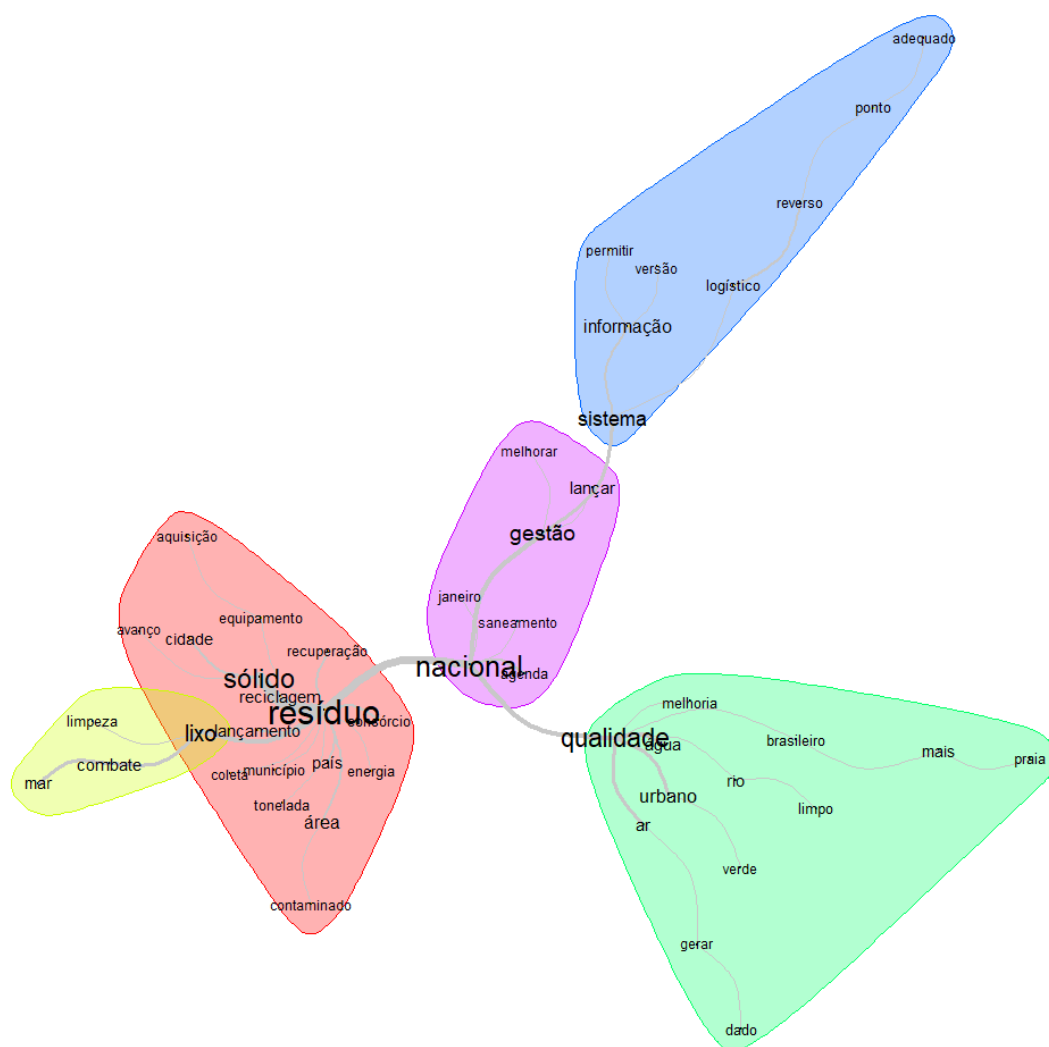 adequado
ponto
reverso
permitir
versão
logístico
informação
sistema
melhorar
lançar
gestão
janeiro
saneamento
nacional
agenda
aquisição
equipamento
avanço
cidade
recuperação
sólido
reciclagem
resíduo
concórcio
lançamento
lixo
limpeza
combate
mar
coleta
município
país
energia
tonelada
área
contaminado
qualidade
água
melhoria
brasileiro
mais
praia
rio
urbano
limpo
ar
verde
gerar
dado